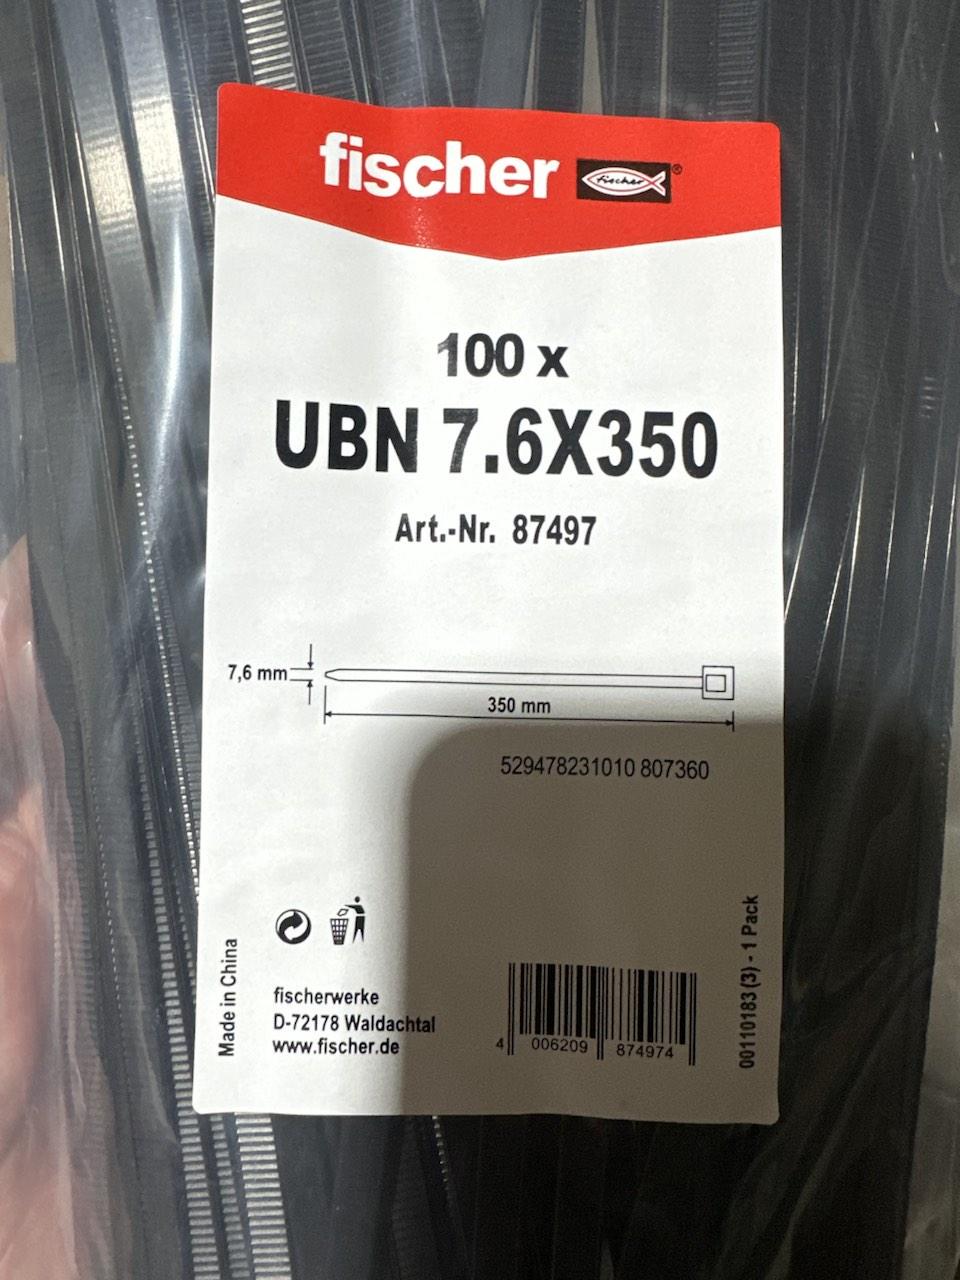 fischer fischer®
100 x
UBN 7.6X350
Art.-Nr. 87497
7,6 mm
350 mm
529478231010 807360
Made in China
fischerwerke
D-72178 Waldachtal
www.fischer.de
4 006209 874974
00110183 (3) - 1 Pack